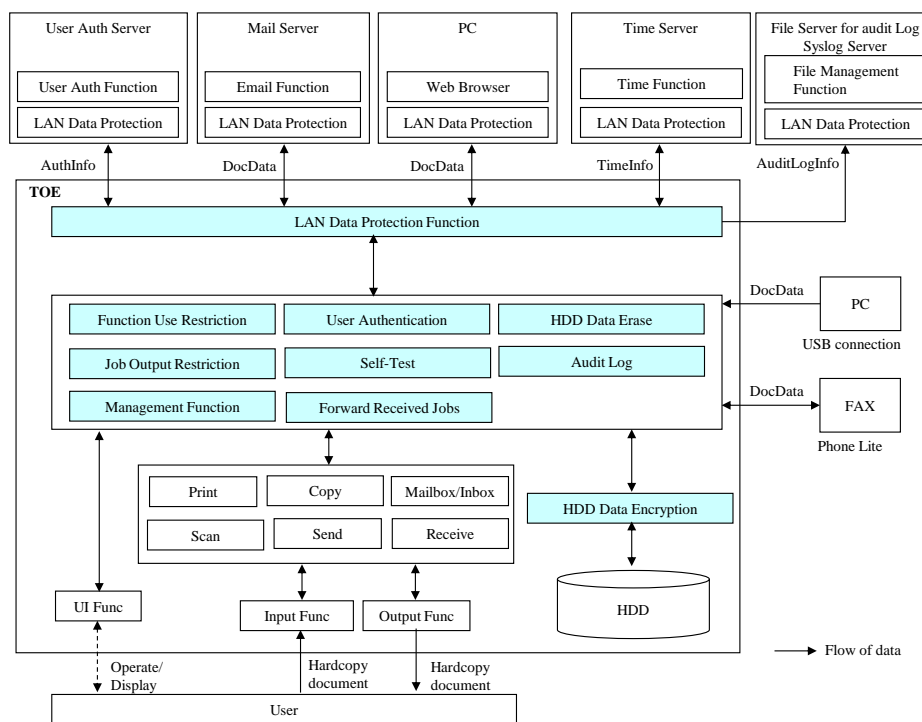 User Auth Server
Mail Server
PC
Time Server
File Server for audit Log
Syslog Server
User Auth Function
Email Function
Web Browser
Time Function
File Management
Function
LAN Data Protection
LAN Data Protection
LAN Data Protection
LAN Data Protection
LAN Data Protection
AuthInfo
DocData
DocData
TimeInfo
AuditLogInfo
TOE
LAN Data Protection Function
Function Use Restriction
User Authentication
HDD Data Erase
Job Output Restriction
Self-Test
Audit Log
Management Function
Forward Received Jobs
DocData
PC
USB connection
DocData
FAX
Phone Lite
Print
Copy
Mailbox/Inbox
Scan
Send
Receive
HDD Data Encryption
HDD
UI Func
Input Func
Output Func
Flow of data
Operate/
Display
Hardcopy
document
Hardcopy
document
User